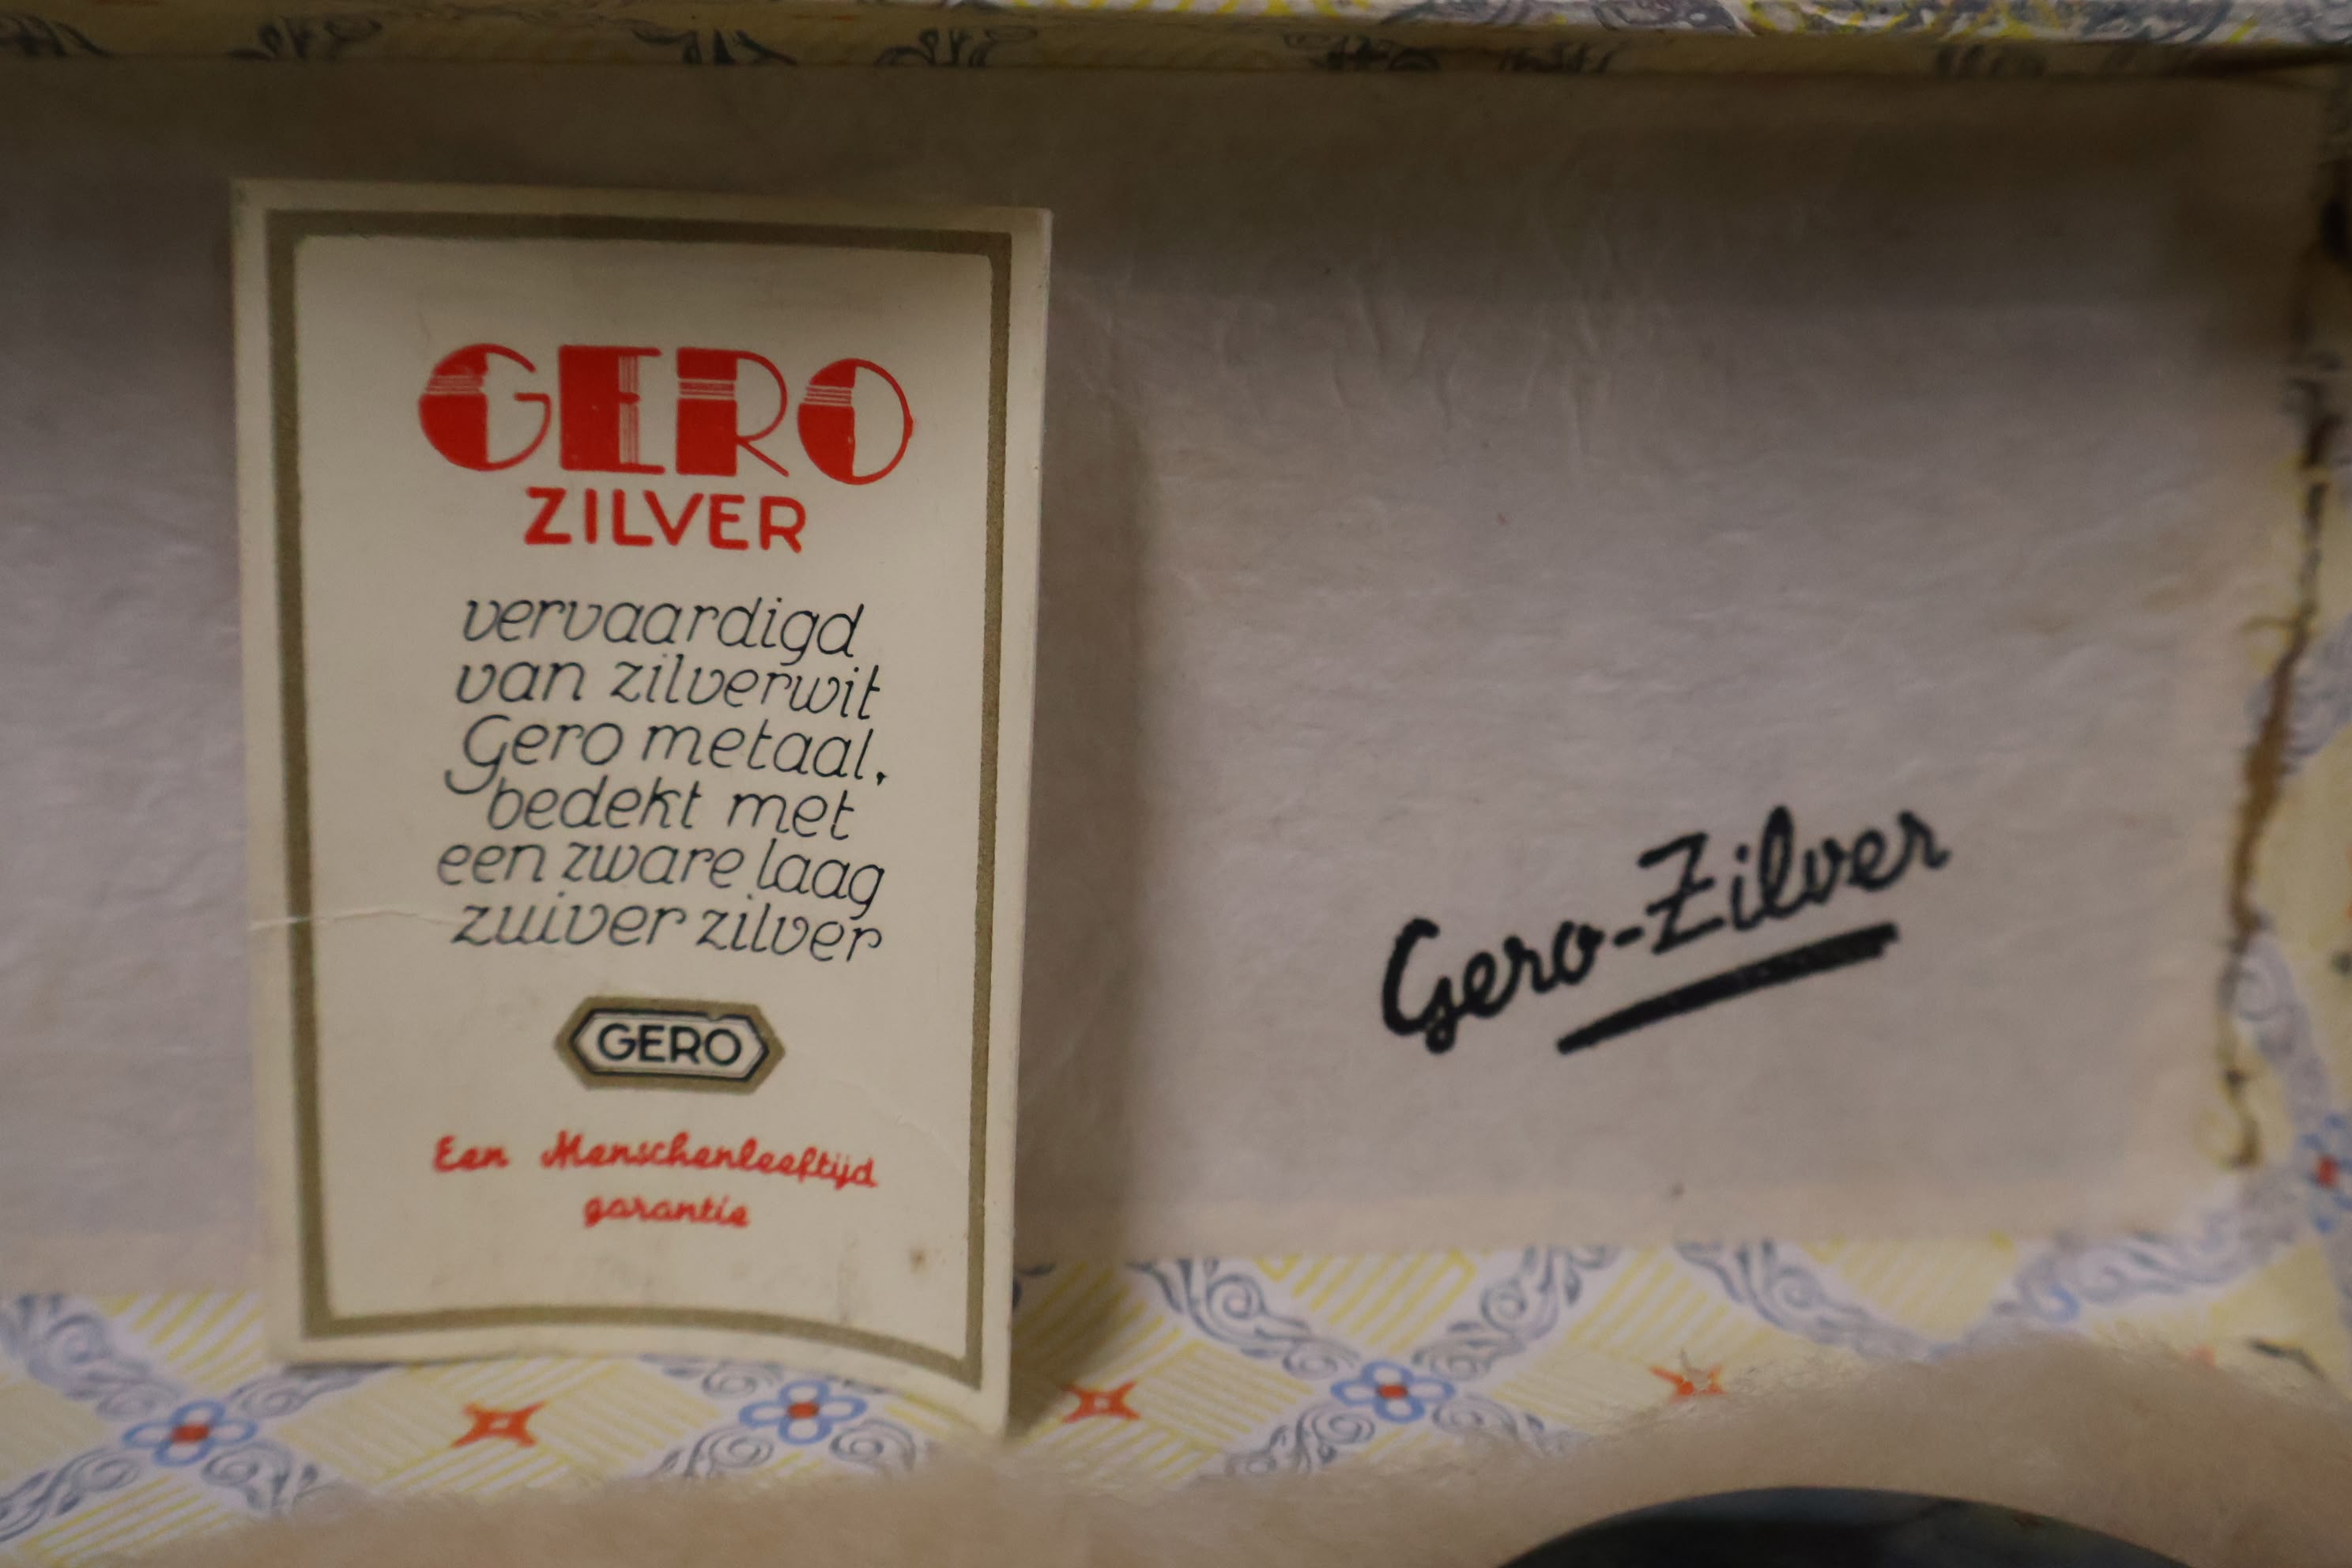 GERO
ZILVER
vervaardigd
van zilverwit
Gero metaal,
bedekt met
een zware laag
zuiver zilver
GERO
Een Menschenleeftijd
garantie
Gero-Zilver